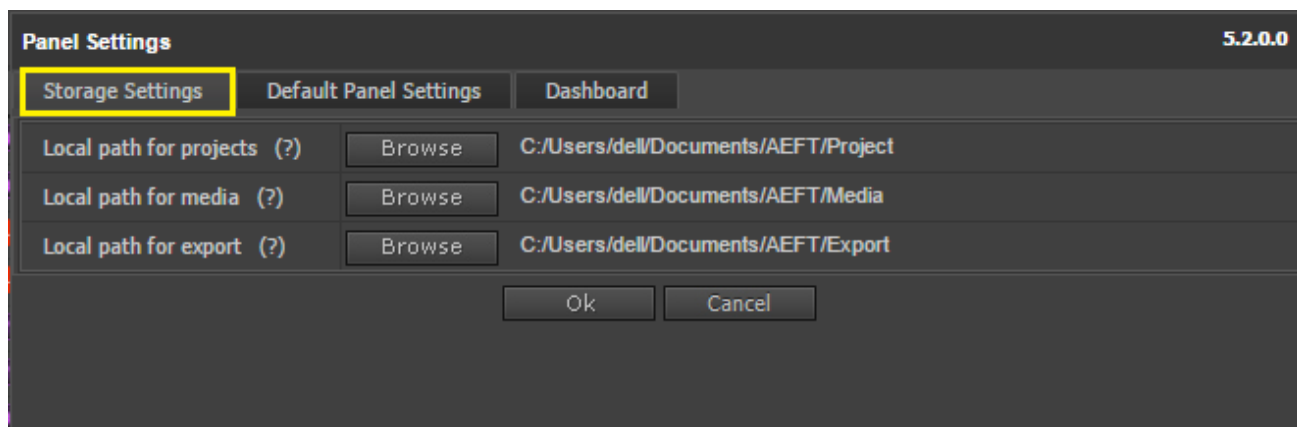 Panel Settings 5.2.0.0
Storage Settings Default Panel Settings Dashboard
Local path for projects (?) Browse C:/Users/dell/Documents/AEFT/Project
Local path for media (?) Browse C:/Users/dell/Documents/AEFT/Media
Local path for export (?) Browse C:/Users/dell/Documents/AEFT/Export
Ok Cancel